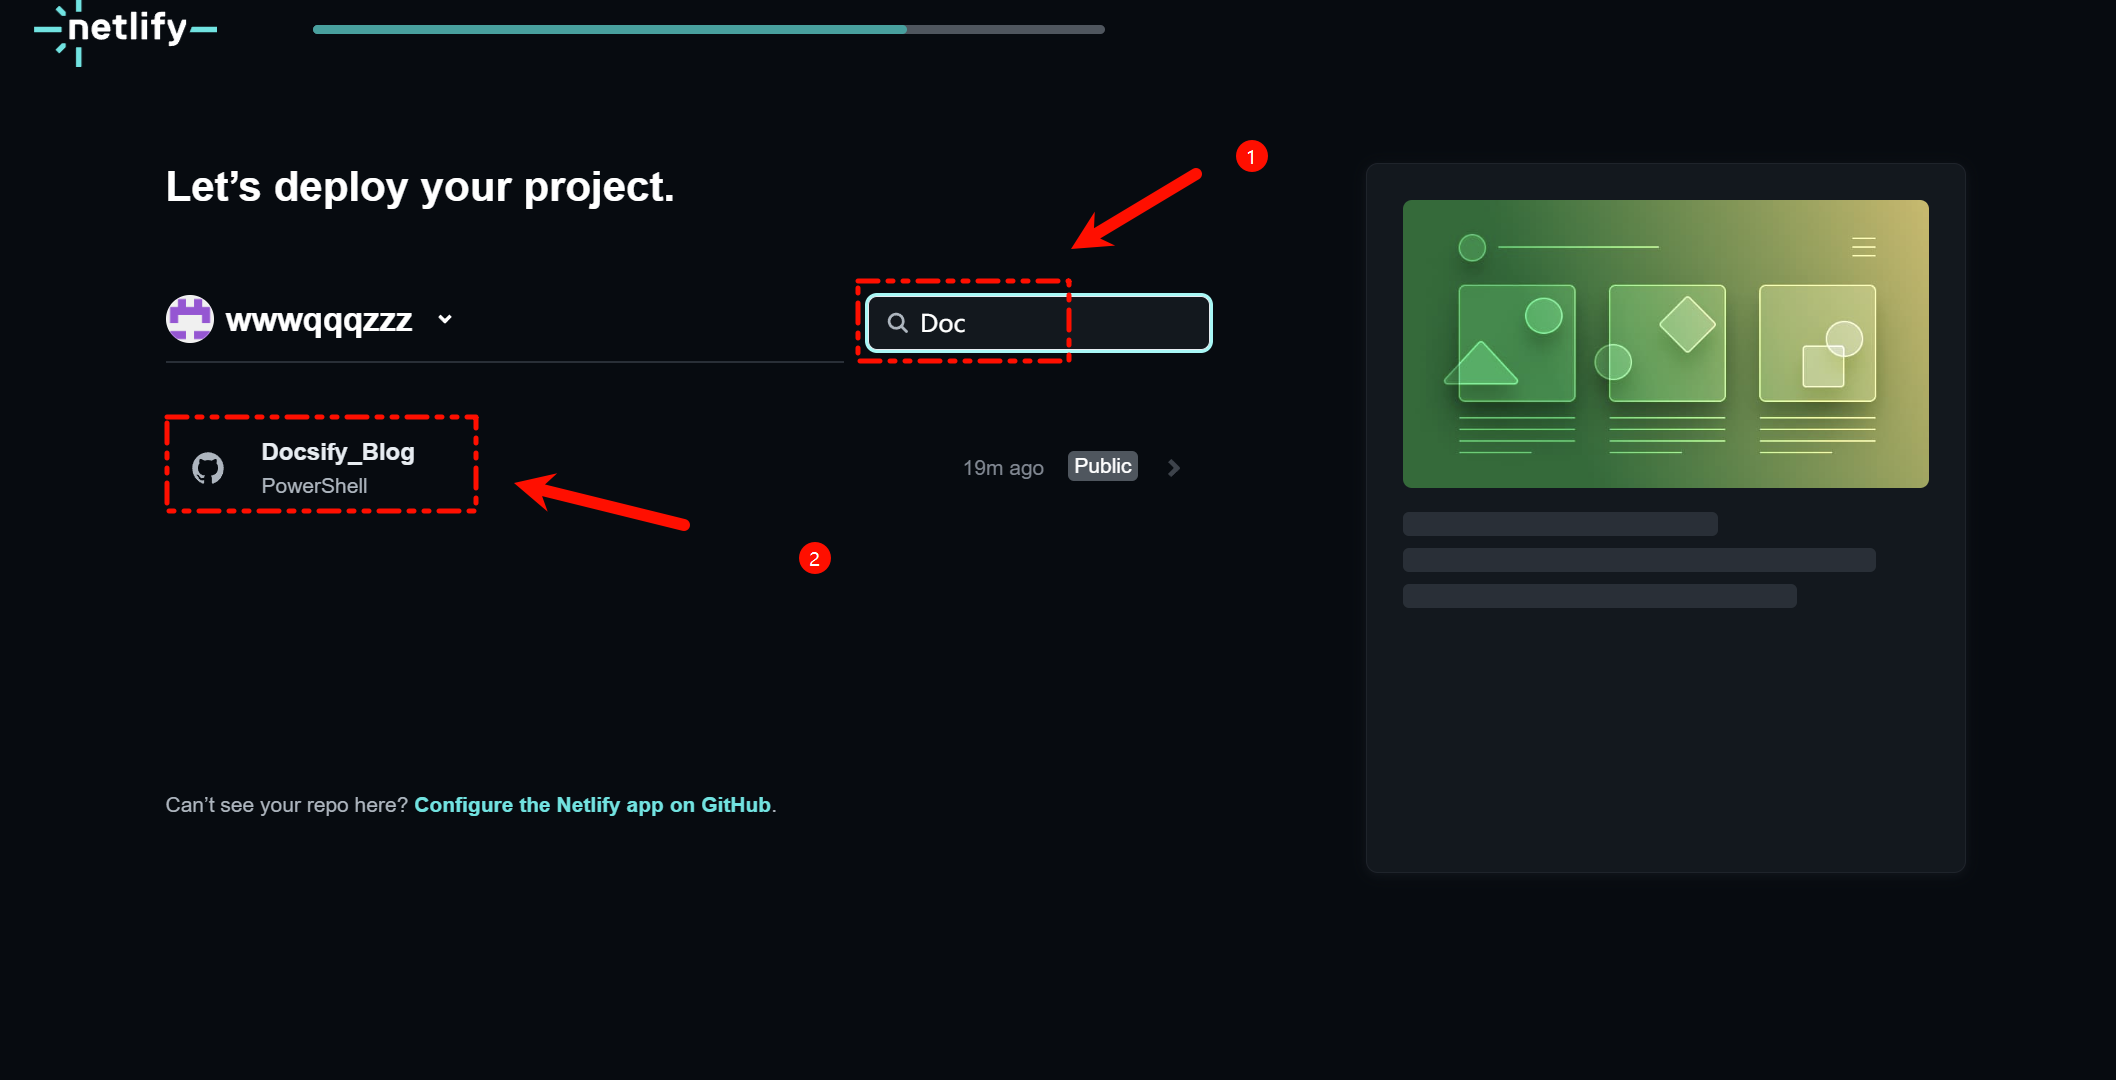 netlify
1
Let’s deploy your project.
wwwqqqzzz
Doc
Docsify_Blog
PowerShell
19m ago
Public
2
Can’t see your repo here? Configure the Netlify app on GitHub.